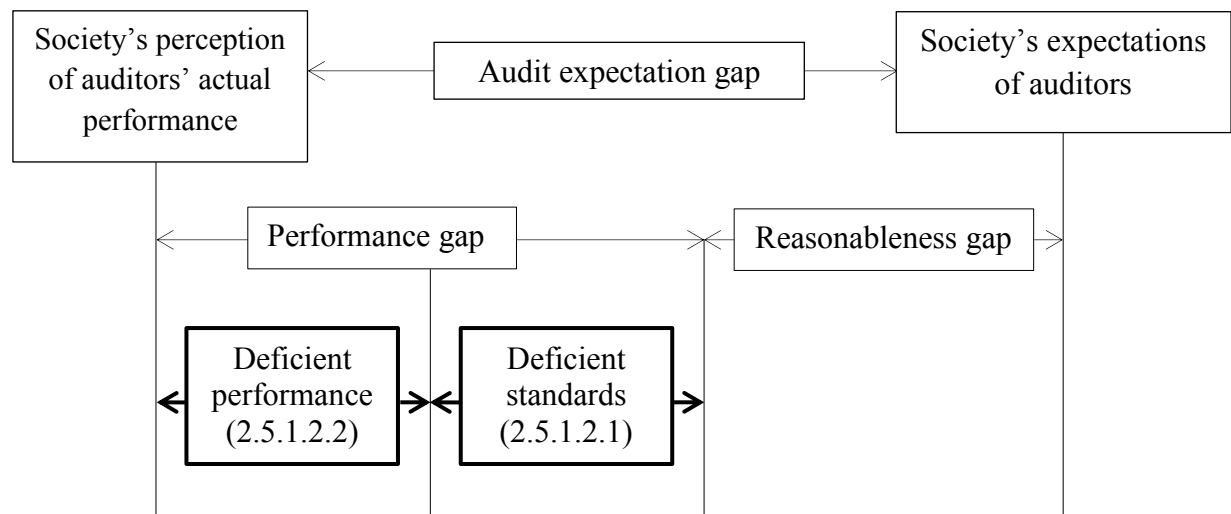 Society’s perception
of auditors’ actual
performance
Audit expectation gap
Society’s expectations
of auditors
Performance gap
Reasonableness gap
Deficient
performance
(2.5.1.2.2)
Deficient
standards
(2.5.1.2.1)